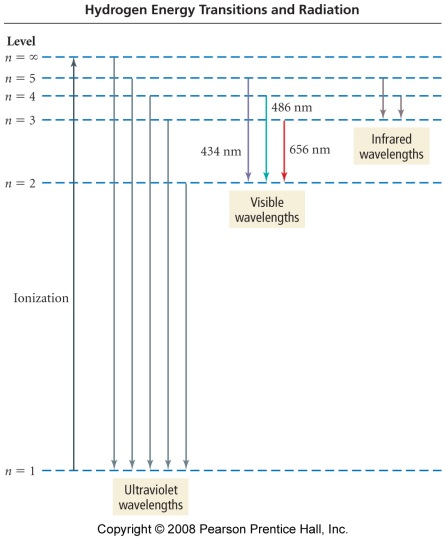 Hydrogen Energy Transitions and Radiation
Level
n = ∞
n = 5
n = 4
n = 3
n = 2
n = 1
486 nm
434 nm
656 nm
Infrared
wavelengths
Visible
wavelengths
Ionization
Ultraviolet
wavelengths
Copyright © 2008 Pearson Prentice Hall, Inc.